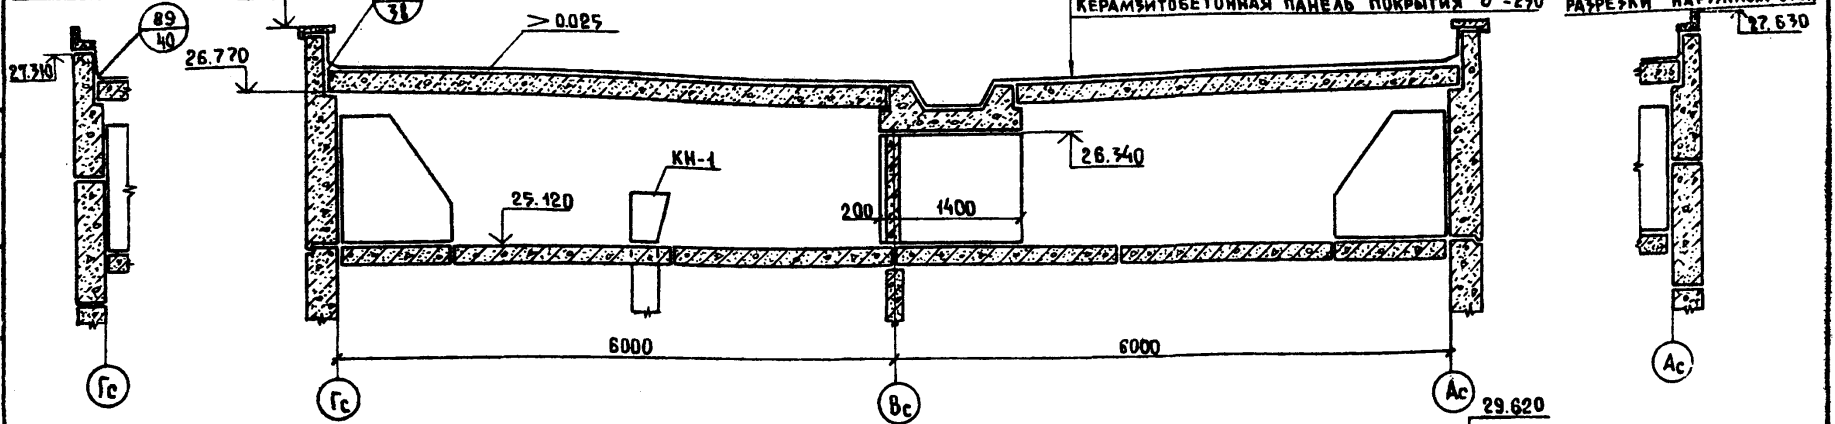 89
40
38
> 0.025
КЕРАМЗИТОБЕТОННАЯ ПАНЕЛЬ ПОКРЫТИЯ
27.310
26.770
27.630
26.340
КН-1
25.120
200
1400
6000
6000
Гс
Гс
Вс
Ас
Ас
29.620